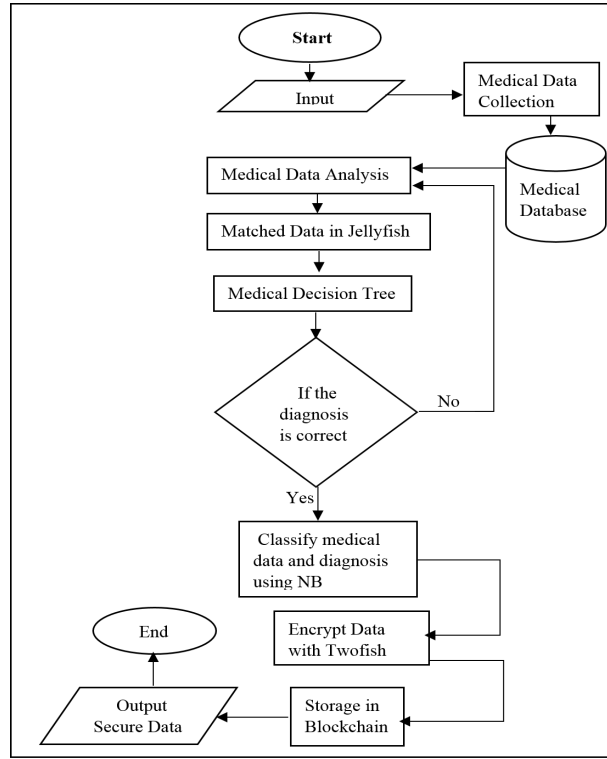 Start
Input
Medical Data
Collection
Medical
Database
Medical Data Analysis
Matched Data in Jellyfish
Medical Decision Tree
If the
diagnosis
is correct
No
Yes
Classify medical
data and diagnosis
using NB
Encrypt Data
with Twofish
Storage in
Blockchain
Output
Secure Data
End